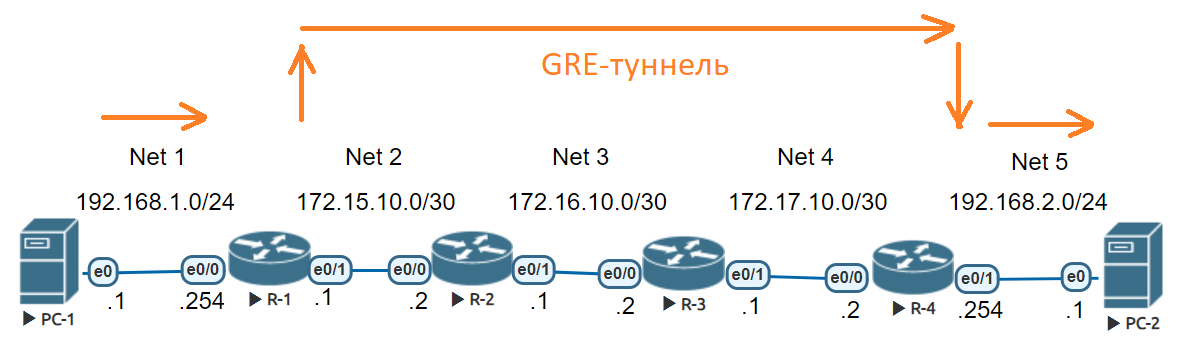 GRE-туннель
Net 1
Net 2
Net 3
Net 4
Net 5
192.168.1.0/24
172.15.10.0/30
172.16.10.0/30
172.17.10.0/30
192.168.2.0/24
e0
e0/0
e0/1
e0/0
e0/1
e0/0
e0/1
e0/0
e0/1
e0
.1
.254
.1
.2
.1
.2
.1
.2
.254
.1
PC-1
R-1
R-2
R-3
R-4
PC-2